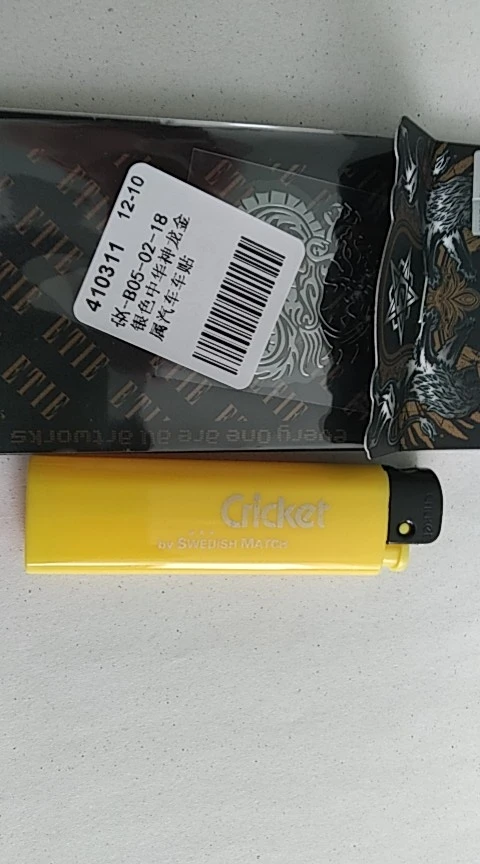 410311 12-10
QX-B05-02-18
银色中华神龙金
属汽车车贴
ETIE
every One are all artworks
Cricket
BY SWEDISH MATCH